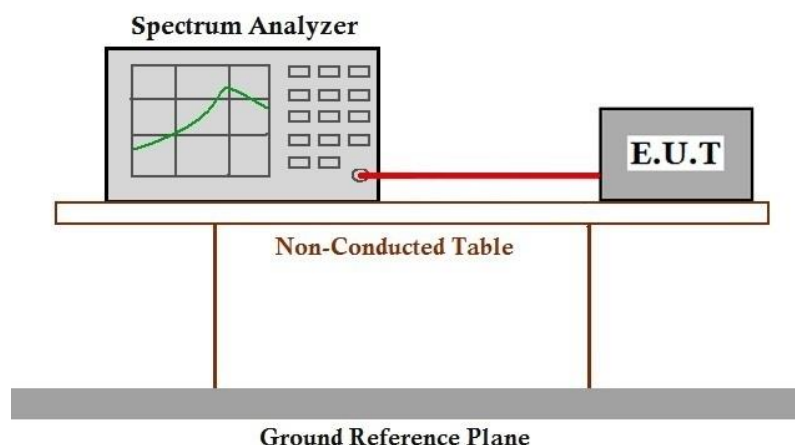 Spectrum Analyzer
E.U.T
Non-Conducted Table
Ground Reference Plane